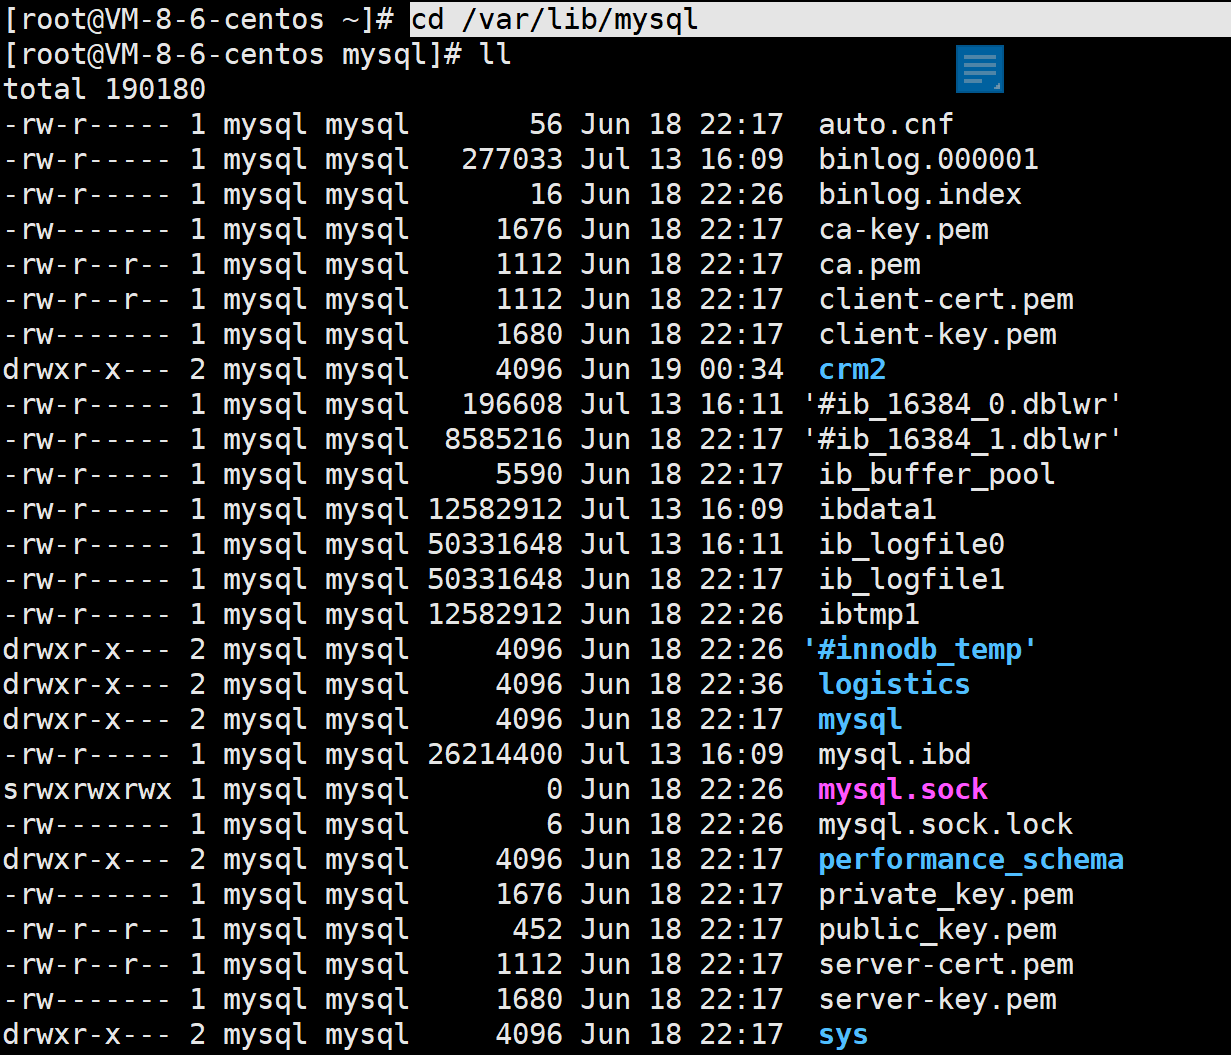 [root@VM-8-6-centos ~]# cd /var/lib/mysql
[root@VM-8-6-centos mysql]# ll
total 190180
-rw-r----- 1 mysql mysql       56 Jun 18 22:17  auto.cnf
-rw-r----- 1 mysql mysql   277033 Jul 13 16:09  binlog.000001
-rw-r----- 1 mysql mysql       16 Jun 18 22:26  binlog.index
-rw------- 1 mysql mysql     1676 Jun 18 22:17  ca-key.pem
-rw-r--r-- 1 mysql mysql     1112 Jun 18 22:17  ca.pem
-rw-r--r-- 1 mysql mysql     1112 Jun 18 22:17  client-cert.pem
-rw------- 1 mysql mysql     1680 Jun 18 22:17  client-key.pem
drwxr-x--- 2 mysql mysql     4096 Jun 19 00:34  crm2
-rw-r----- 1 mysql mysql   196608 Jul 13 16:11 '#ib_16384_0.dblwr'
-rw-r----- 1 mysql mysql  8585216 Jun 18 22:17 '#ib_16384_1.dblwr'
-rw-r----- 1 mysql mysql     5590 Jun 18 22:17  ib_buffer_pool
-rw-r----- 1 mysql mysql 12582912 Jul 13 16:09  ibdata1
-rw-r----- 1 mysql mysql 50331648 Jul 13 16:11  ib_logfile0
-rw-r----- 1 mysql mysql 50331648 Jun 18 22:17  ib_logfile1
-rw-r----- 1 mysql mysql 12582912 Jun 18 22:26  ibtmp1
drwxr-x--- 2 mysql mysql     4096 Jun 18 22:26 '#innodb_temp'
drwxr-x--- 2 mysql mysql     4096 Jun 18 22:36  logistics
drwxr-x--- 2 mysql mysql     4096 Jun 18 22:17  mysql
-rw-r----- 1 mysql mysql 26214400 Jul 13 16:09  mysql.ibd
srwxrwxrwx 1 mysql mysql        0 Jun 18 22:26  mysql.sock
-rw------- 1 mysql mysql        6 Jun 18 22:26  mysql.sock.lock
drwxr-x--- 2 mysql mysql     4096 Jun 18 22:17  performance_schema
-rw------- 1 mysql mysql     1676 Jun 18 22:17  private_key.pem
-rw-r--r-- 1 mysql mysql      452 Jun 18 22:17  public_key.pem
-rw-r--r-- 1 mysql mysql     1112 Jun 18 22:17  server-cert.pem
-rw------- 1 mysql mysql     1680 Jun 18 22:17  server-key.pem
drwxr-x--- 2 mysql mysql     4096 Jun 18 22:17  sys